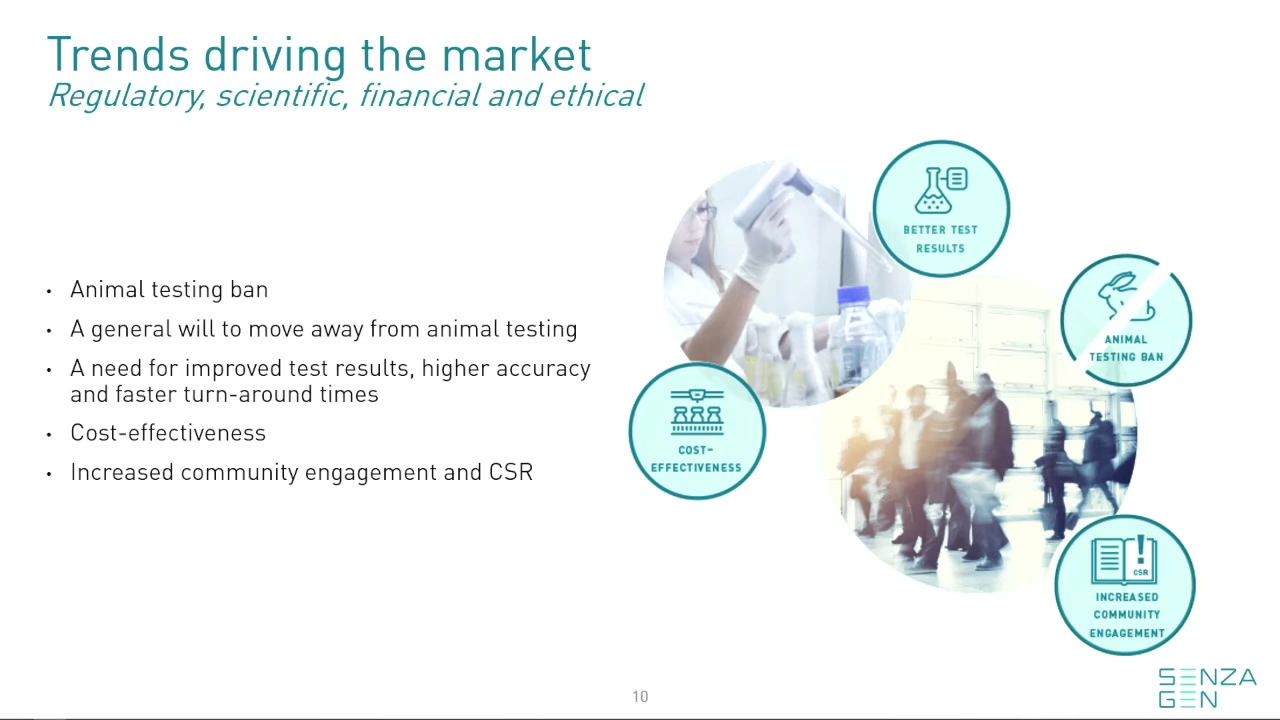 Trends driving the market
Regulatory, scientific, financial and ethical
• Animal testing ban
• A general will to move away from animal testing
• A need for improved test results, higher accuracy
and faster turn-around times
• Cost-effectiveness
• Increased community engagement and CSR
BETTER TEST
RESULTS
ANIMAL
TESTING BAN
COST-
EFFECTIVENESS
CSR
INCREASED
COMMUNITY
ENGAGEMENT
10
SENZA
GEN